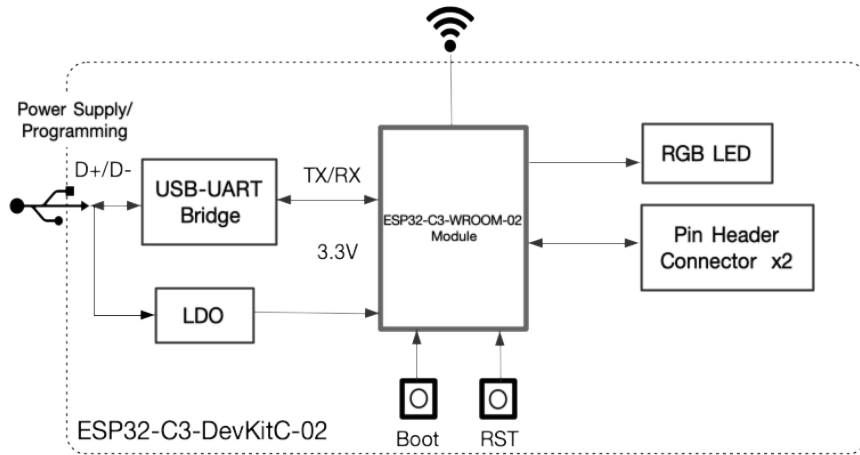 Power Supply/
Programming
D+/D-
USB-UART
Bridge
TX/RX
ESP32-C3-WROOM-02
Module
RGB LED
Pin Header
Connector x2
3.3V
LDO
Boot
RST
ESP32-C3-DevKitC-02